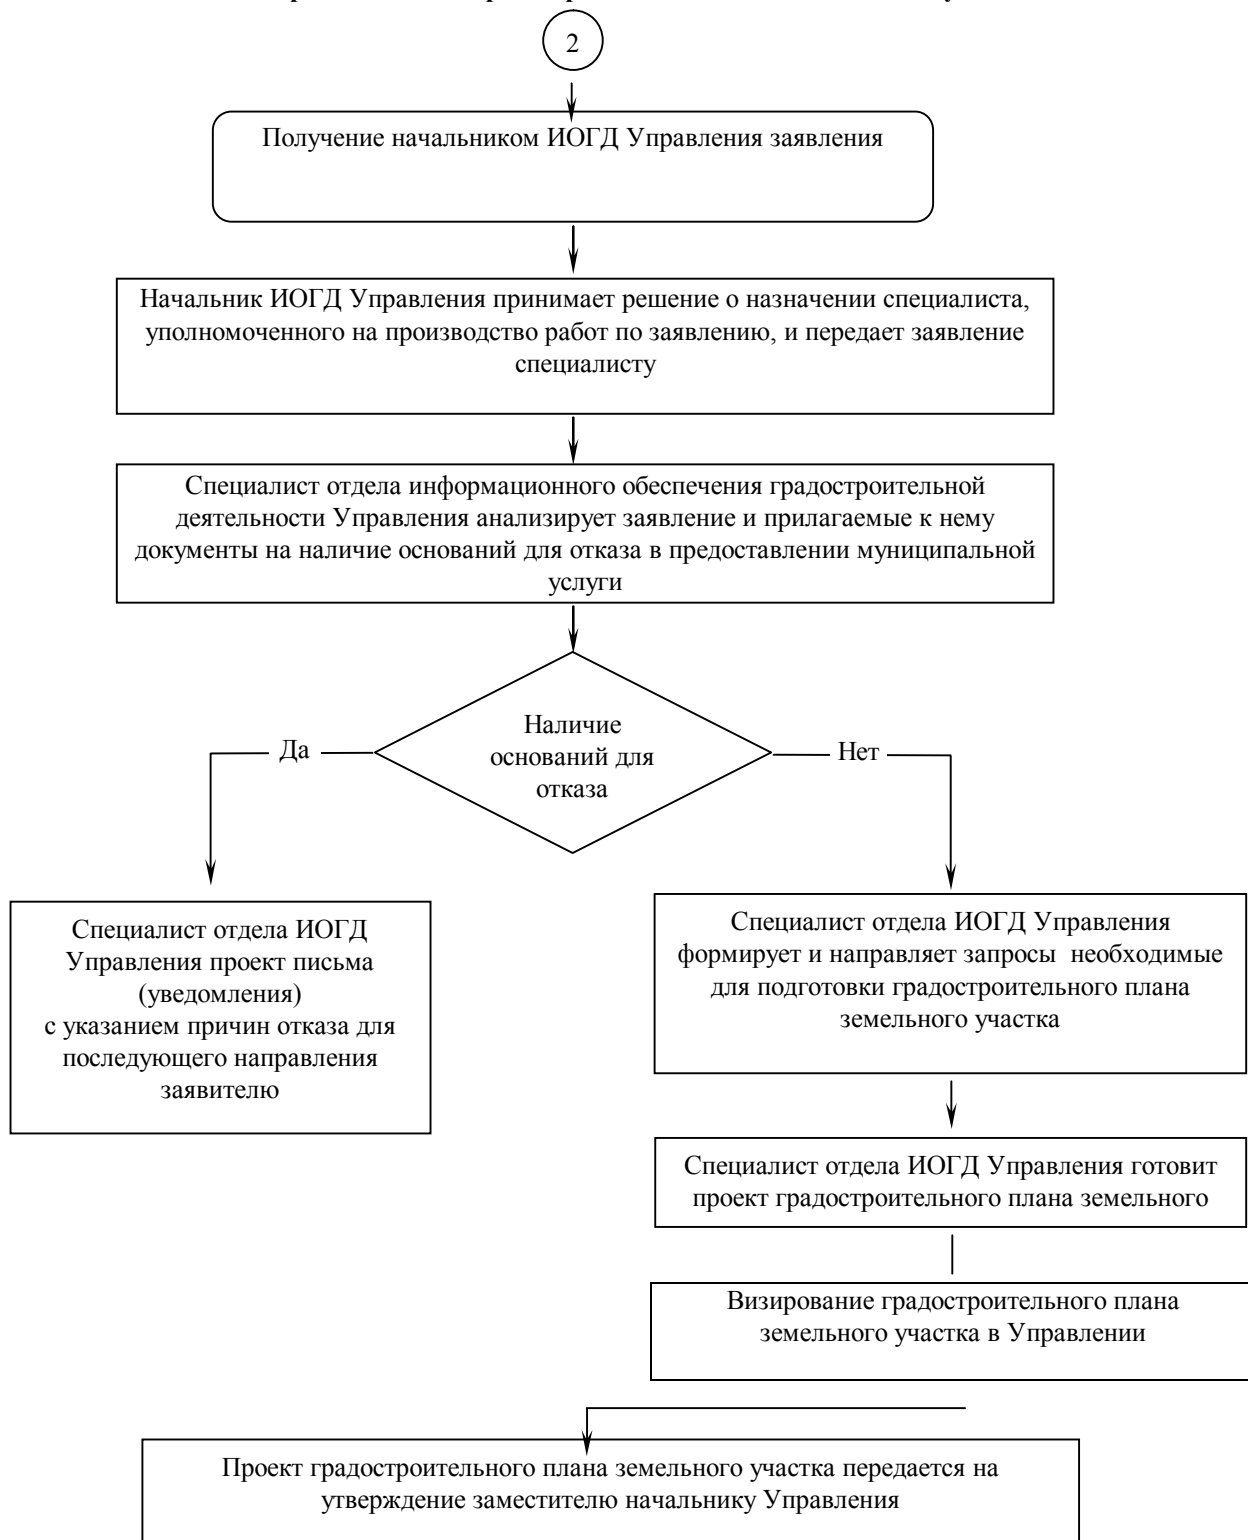 2
Получение начальником ИОГД Управления заявления
Начальник ИОГД Управления принимает решение о назначении специалиста,
уполномоченного на производство работ по заявлению, и передает заявление
специалисту
Специалист отдела информационного обеспечения градостроительной
деятельности Управления анализирует заявление и прилагаемые к нему
документы на наличие оснований для отказа в предоставлении муниципальной
услуги
Наличие
оснований для
отказа
Да
Нет
Специалист отдела ИОГД
Управления проект письма
(уведомления)
с указанием причин отказа для
последующего направления
заявителю
Специалист отдела ИОГД Управления
формирует и направляет запросы  необходимые
для подготовки градостроительного плана
земельного участка
Специалист отдела ИОГД Управления готовит
проект градостроительного плана земельного
Визирование градостроительного плана
земельного участка в Управлении
Проект градостроительного плана земельного участка передается на
утверждение заместителю начальнику Управления